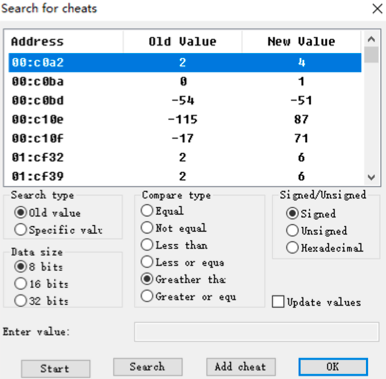 Search for cheats
Address Old Value New Value
00:c0a2 2 4
00:c0ba 0 1
00:c0bd -54 -51
00:c10e -115 87
00:c10f -17 71
01:cf32 2 6
01:cf39 2 6
Search type
Old value
Specific valu
Data size
8 bits
16 bits
32 bits
Compare type
Equal
Not equal
Less than
Less or equa
Greather tha
Greater or equ
Signed/Unsigned
Signed
Unsigned
Hexadecimal
Update values
Enter value:
Start Search Add cheat OK